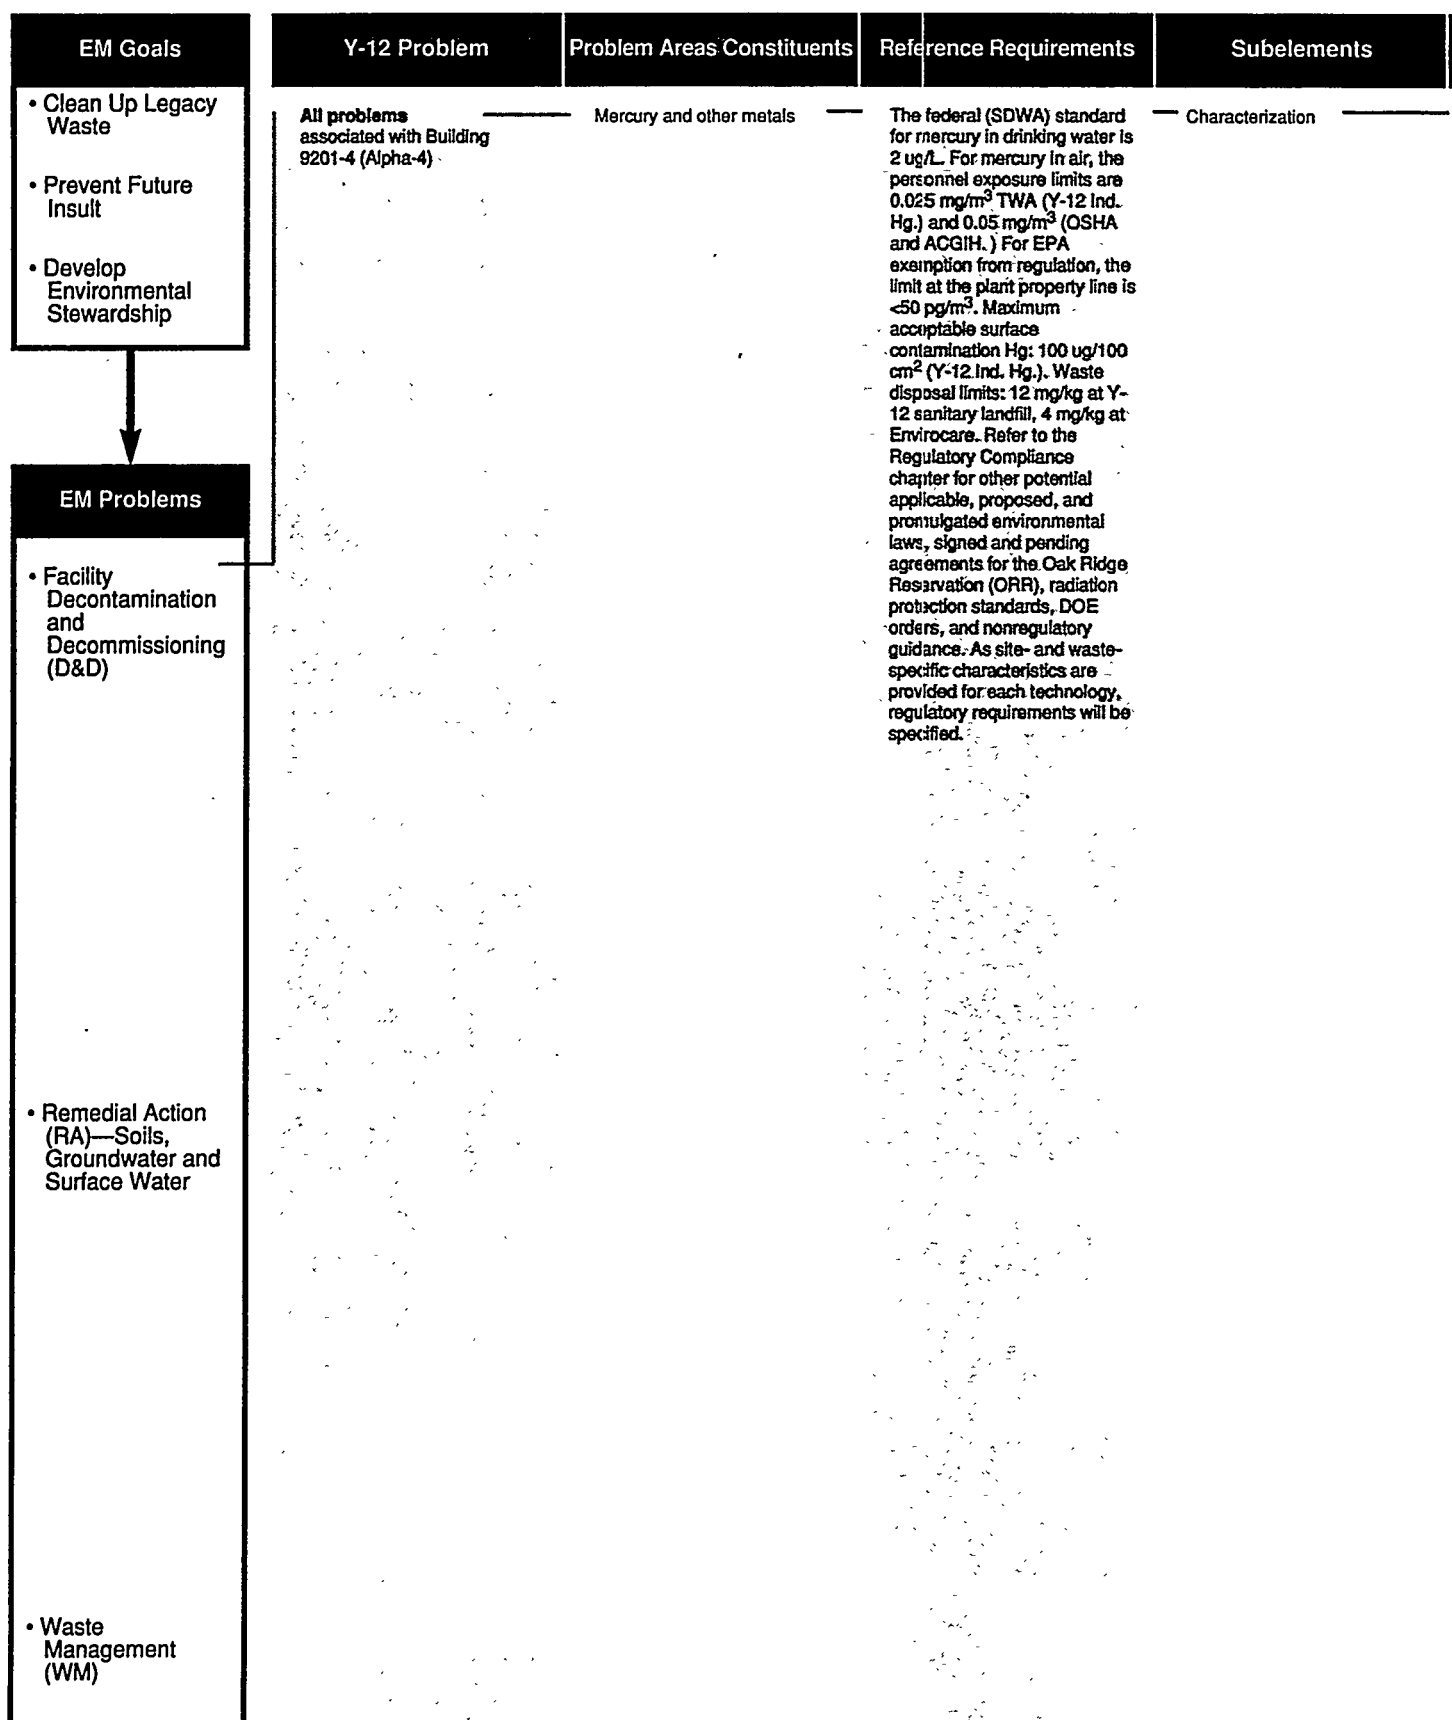 EM Goals
• Clean Up Legacy
Waste
• Prevent Future
Insult
• Develop
Environmental
Stewardship
EM Problems
• Facility
Decontamination
and
Decommissioning
(D&D)
• Remedial Action
(RA)—Soils,
Groundwater and
Surface Water
• Waste
Management
(WM)
Y-12 Problem
All problems
associated with Building
9201-4 (Alpha-4)
Problem Areas Constituents
Mercury and other metals
Reference Requirements
The federal (SDWA) standard
for mercury in drinking water is
2 ug/L. For mercury in air, the
personnel exposure limits are
0.025 mg/m³ TWA (Y-12 Ind.
Hg.) and 0.05 mg/m³ (OSHA
and ACGIH.) For EPA
exemption from regulation, the
limit at the plant property line is
<50 pg/m³. Maximum
acceptable surface
contamination Hg: 100 ug/100
cm² (Y-12 Ind. Hg.). Waste
disposal limits: 12 mg/kg at Y-
12 sanitary landfill, 4 mg/kg at
Envirocare. Refer to the
Regulatory Compliance
chapter for other potential
applicable, proposed, and
promulgated environmental
laws, signed and pending
agreements for the Oak Ridge
Reservation (ORR), radiation
protection standards, DOE
orders, and nonregulatory
guidance. As site- and waste-
specific characteristics are
provided for each technology,
regulatory requirements will be
specified.
Subelements
Characterization